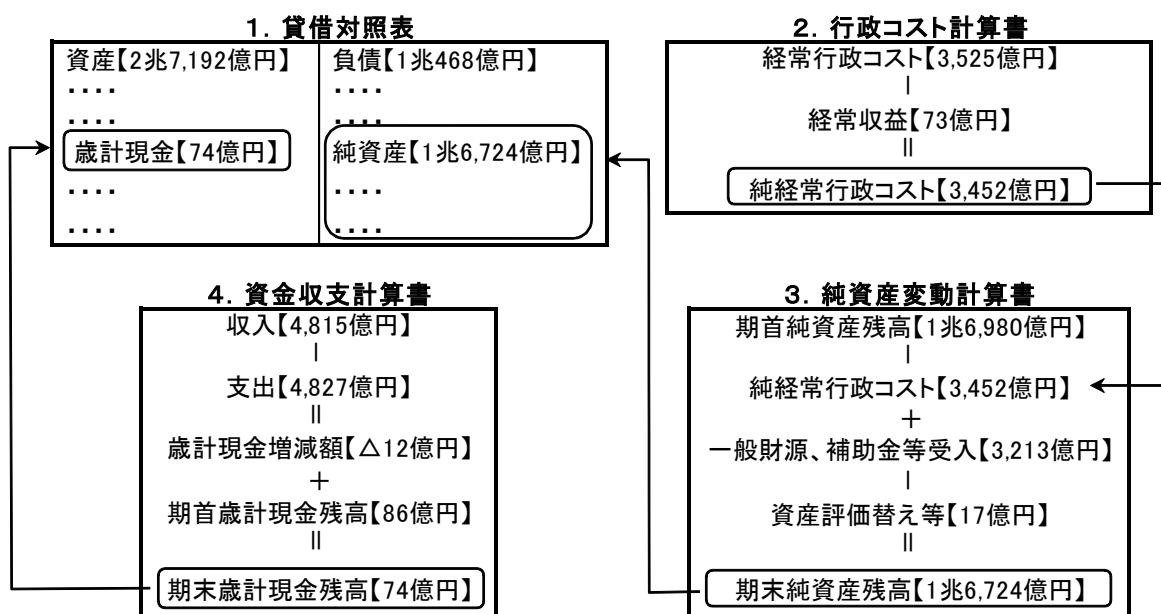 1．貸借対照表
資産【2兆7,192億円】
・・・・
・・・・
歳計現金【74億円】
・・・・
・・・・
負債【1兆468億円】
・・・・
・・・・
純資産【1兆6,724億円】
・・・・
・・・・
2．行政コスト計算書
経常行政コスト【3,525億円】
－
経常収益【73億円】
＝
純経常行政コスト【3,452億円】
4．資金収支計算書
収入【4,815億円】
－
支出【4,827億円】
＝
歳計現金増減額【△12億円】
＋
期首歳計現金残高【86億円】
＝
期末歳計現金残高【74億円】
3．純資産変動計算書
期首純資産残高【1兆6,980億円】
－
純経常行政コスト【3,452億円】
＋
一般財源、補助金等受入【3,213億円】
－
資産評価替え等【17億円】
＝
期末純資産残高【1兆6,724億円】